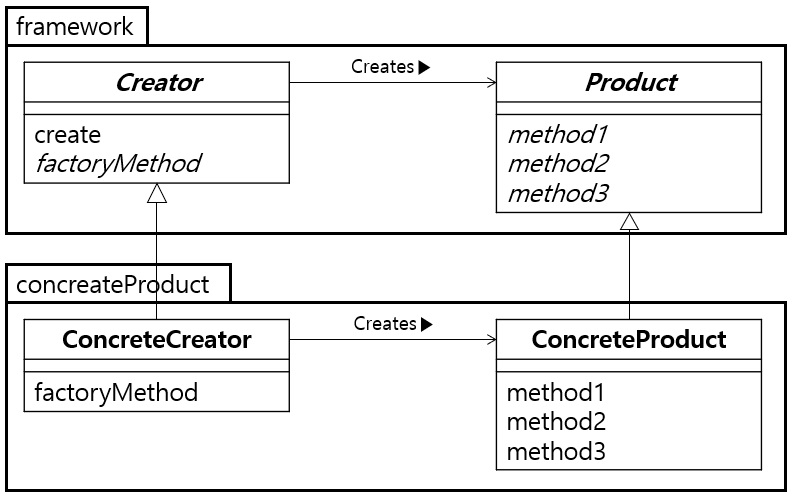 framework
Creator
Creates▶
Product
create
factoryMethod
method1
method2
method3
concreateProduct
ConcreteCreator
Creates▶
ConcreteProduct
factoryMethod
method1
method2
method3